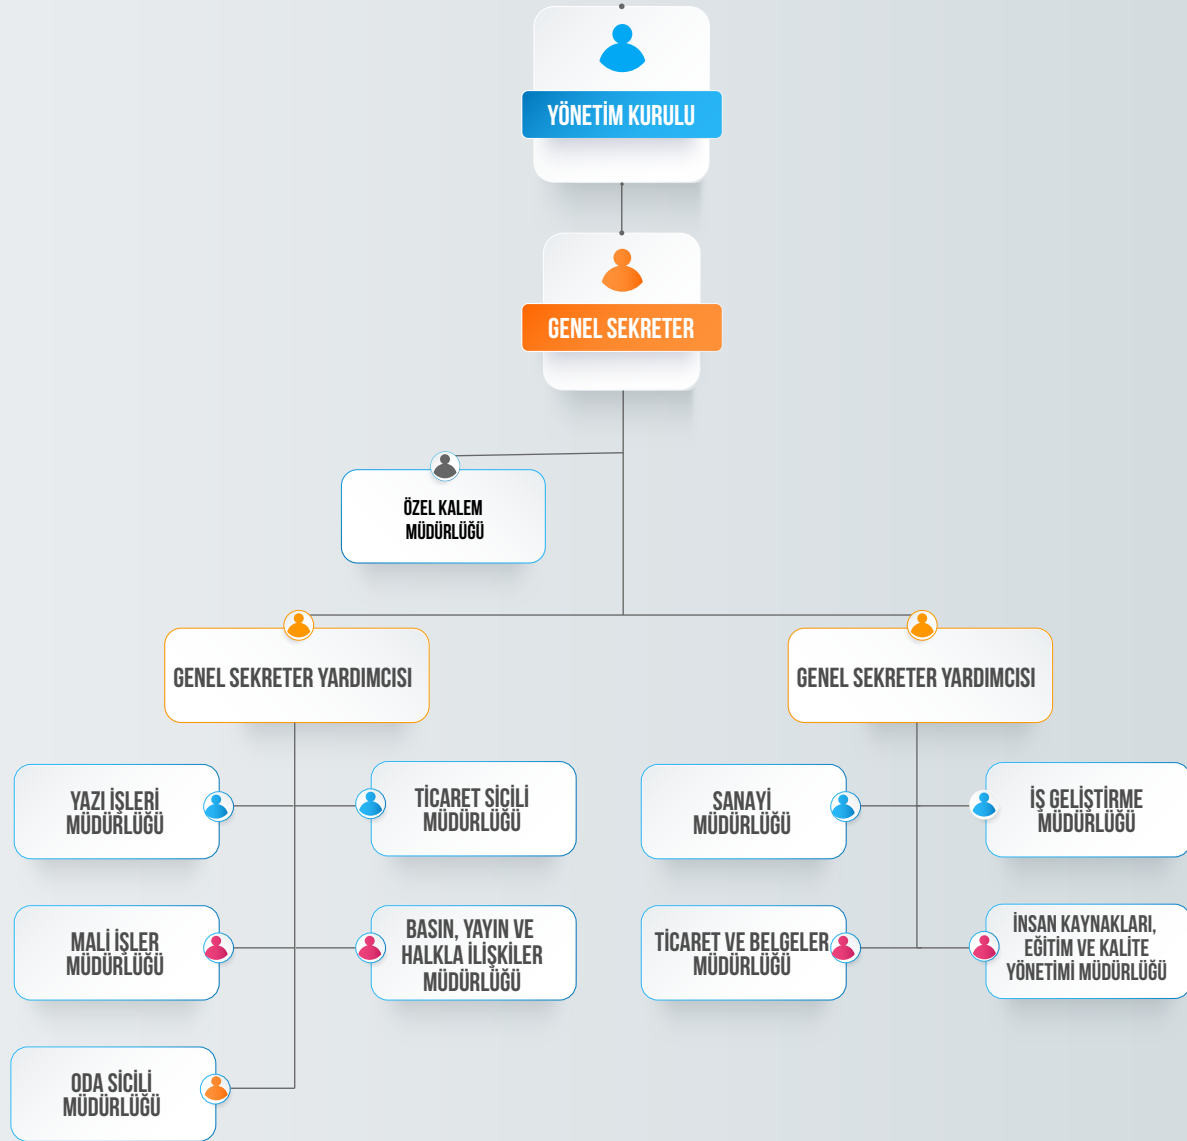 YÖNETİM KURULU
GENEL SEKRETER
ÖZEL KALEM
MÜDÜRLÜĞÜ
GENEL SEKRETER YARDIMCISI
GENEL SEKRETER YARDIMCISI
YAZI İŞLERİ
MÜDÜRLÜĞÜ
TİCARET SİCİLİ
MÜDÜRLÜĞÜ
SANAYİ
MÜDÜRLÜĞÜ
İŞ GELİŞTİRME
MÜDÜRLÜĞÜ
MALİ İŞLER
MÜDÜRLÜĞÜ
BASIN, YAYIN VE
HALKLA İLİŞKİLER
MÜDÜRLÜĞÜ
TİCARET VE BELGELER
MÜDÜRLÜĞÜ
İNSAN KAYNAKLARI,
EĞİTİM VE KALİTE
YÖNETİMİ MÜDÜRLÜĞÜ
ODA SİCİLİ
MÜDÜRLÜĞÜ